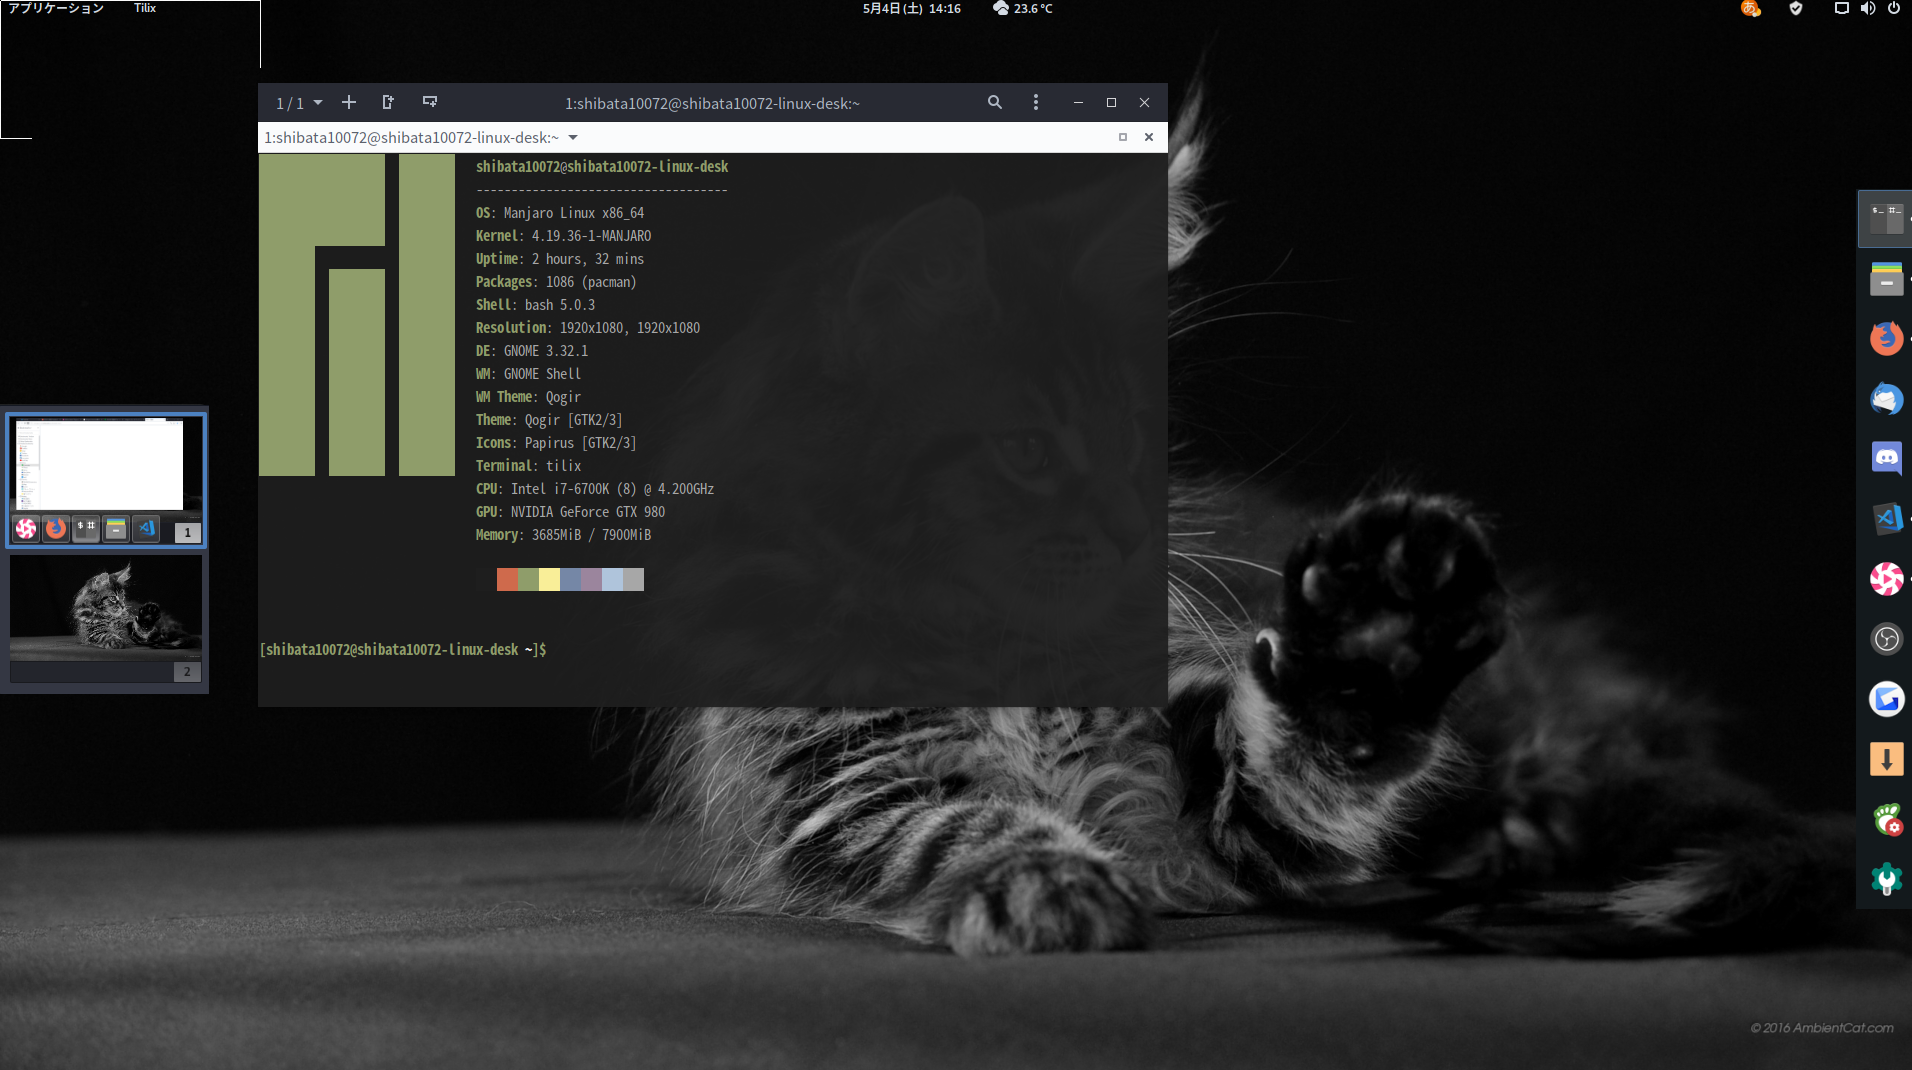 アプリケーション Tilix 5月4日 (土) 14:16 23.6 °C あ
1 / 1 1:shibata10072@shibata10072-linux-desk:~
1:shibata10072@shibata10072-linux-desk:~
shibata10072@shibata10072-linux-desk
------------------------------------
OS: Manjaro Linux x86_64
Kernel: 4.19.36-1-MANJARO
Uptime: 2 hours, 32 mins
Packages: 1086 (pacman)
Shell: bash 5.0.3
Resolution: 1920x1080, 1920x1080
DE: GNOME 3.32.1
WM: GNOME Shell
WM Theme: Qogir
Theme: Qogir [GTK2/3]
Icons: Papirus [GTK2/3]
Terminal: tilix
CPU: Intel i7-6700K (8) @ 4.200GHz
GPU: NVIDIA GeForce GTX 980
Memory: 3685MiB / 7900MiB
[shibata10072@shibata10072-linux-desk ~]$
$ #
1
2
$_ #_
© 2016 AmbientCat.com